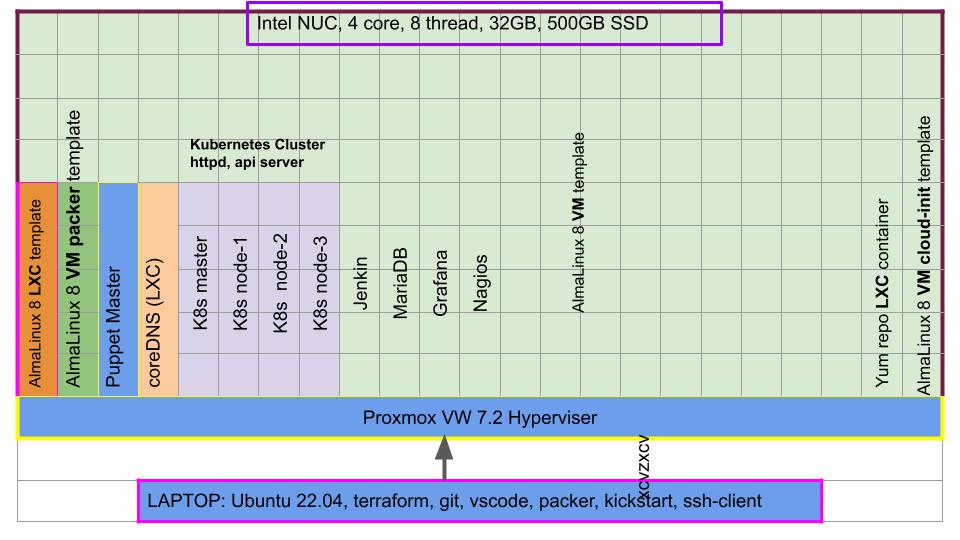 Intel NUC, 4 core, 8 thread, 32GB, 500GB SSD
Kubernetes Cluster
httpd, api server
AlmaLinux 8 LXC template
AlmaLinux 8 VM packer template
Puppet Master
coreDNS (LXC)
K8s master
K8s node-1
K8s node-2
K8s node-3
Jenkin
MariaDB
Grafana
Nagios
AlmaLinux 8 VM template
Yum repo LXC container
AlmaLinux 8 VM cloud-init template
Proxmox VW 7.2 Hyperviser
xcvzxcv
LAPTOP: Ubuntu 22.04, terraform, git, vscode, packer, kickstart, ssh-client